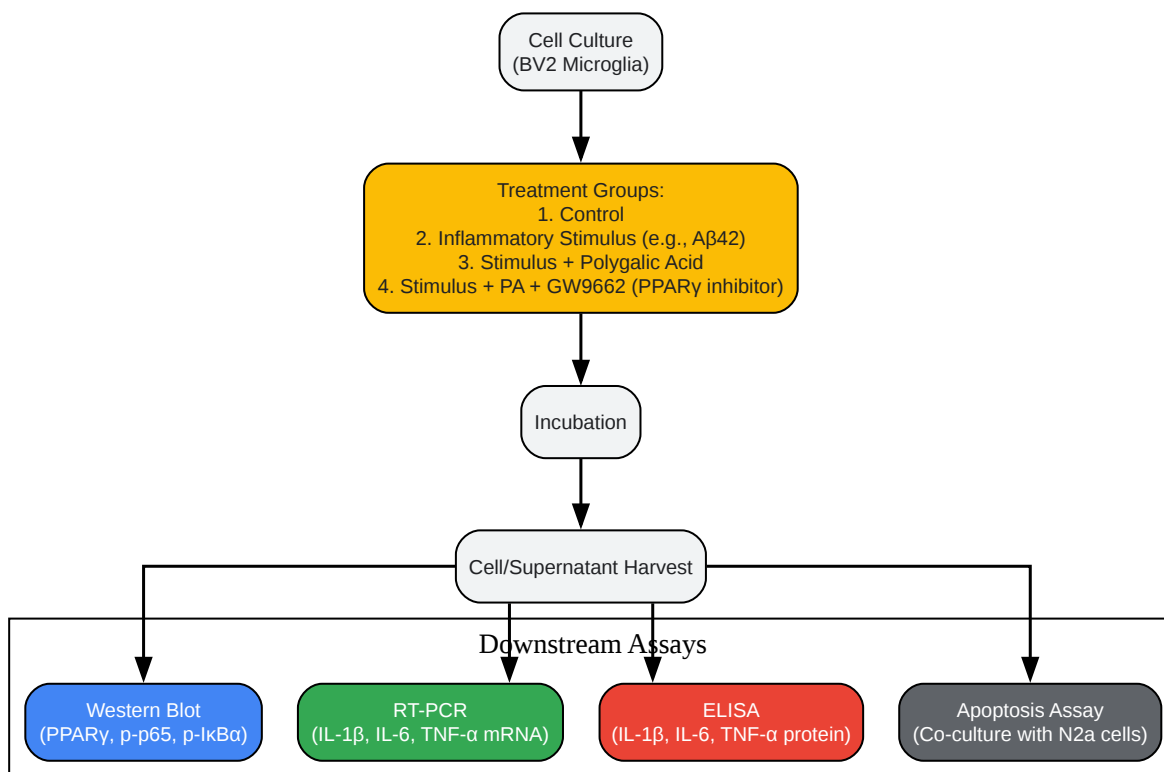 Cell Culture
(BV2 Microglia)
Treatment Groups:
1. Control
2. Inflammatory Stimulus (e.g., Aβ42)
3. Stimulus + Polygalic Acid
4. Stimulus + PA + GW9662 (PPARγ inhibitor)
Incubation
Cell/Supernatant Harvest
Downstream Assays
Western Blot
(PPARγ, p-p65, p-IκBα)
RT-PCR
(IL-1β, IL-6, TNF-α mRNA)
ELISA
(IL-1β, IL-6, TNF-α protein)
Apoptosis Assay
(Co-culture with N2a cells)